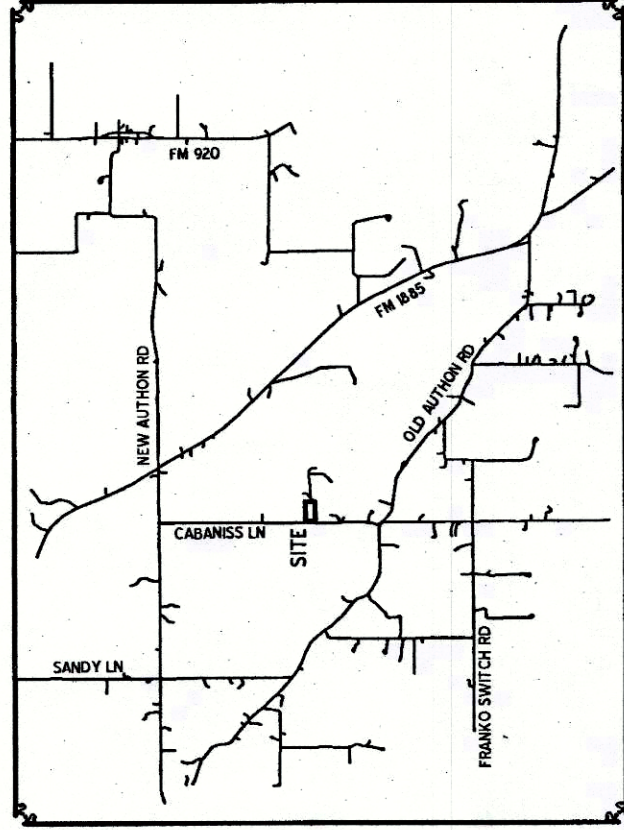 FM 920
FM 1885
NEW AUTHON RD
OLD AUTHON RD
CABANISS LN
SITE
SANDY LN
FRANKO SWITCH RD